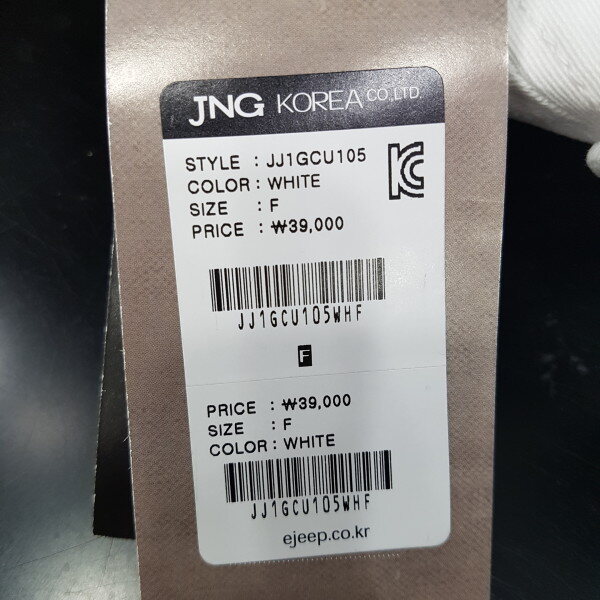 JNG KOREA CO.,LTD
STYLE : JJ1GCU105
COLOR : WHITE
SIZE : F
PRICE : ₩39,000
JJ1GCU105WHF
F
PRICE : ₩39,000
SIZE : F
COLOR : WHITE
JJ1GCU105WHF
ejeep.co.kr